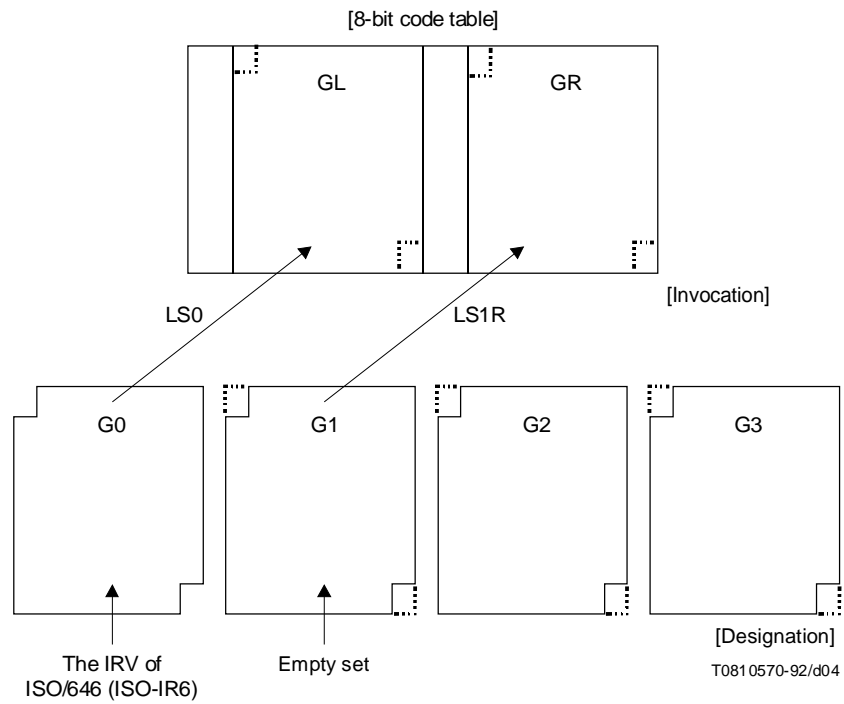 [8-bit code table]
GL
GR
[Invocation]
LS0
LS1R
G0
G1
G2
G3
[Designation]
The IRV of
ISO/646 (ISO-IR6)
Empty set
T0810570-92/d04